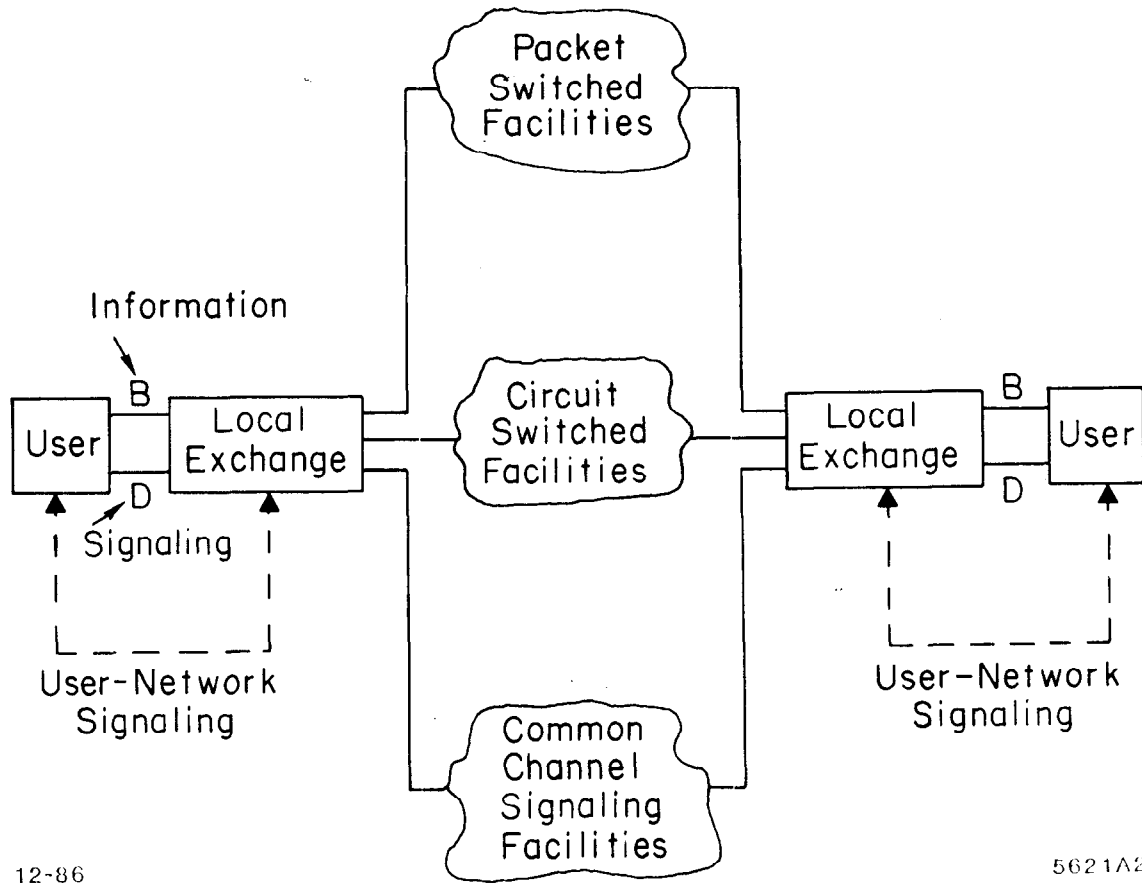 Packet
Switched
Facilities
Information
B
User
Local
Exchange
D
Signaling
User-Network
Signaling
Circuit
Switched
Facilities
Local
Exchange
B
User
D
User-Network
Signaling
Common
Channel
Signaling
Facilities
12-86
5621A2